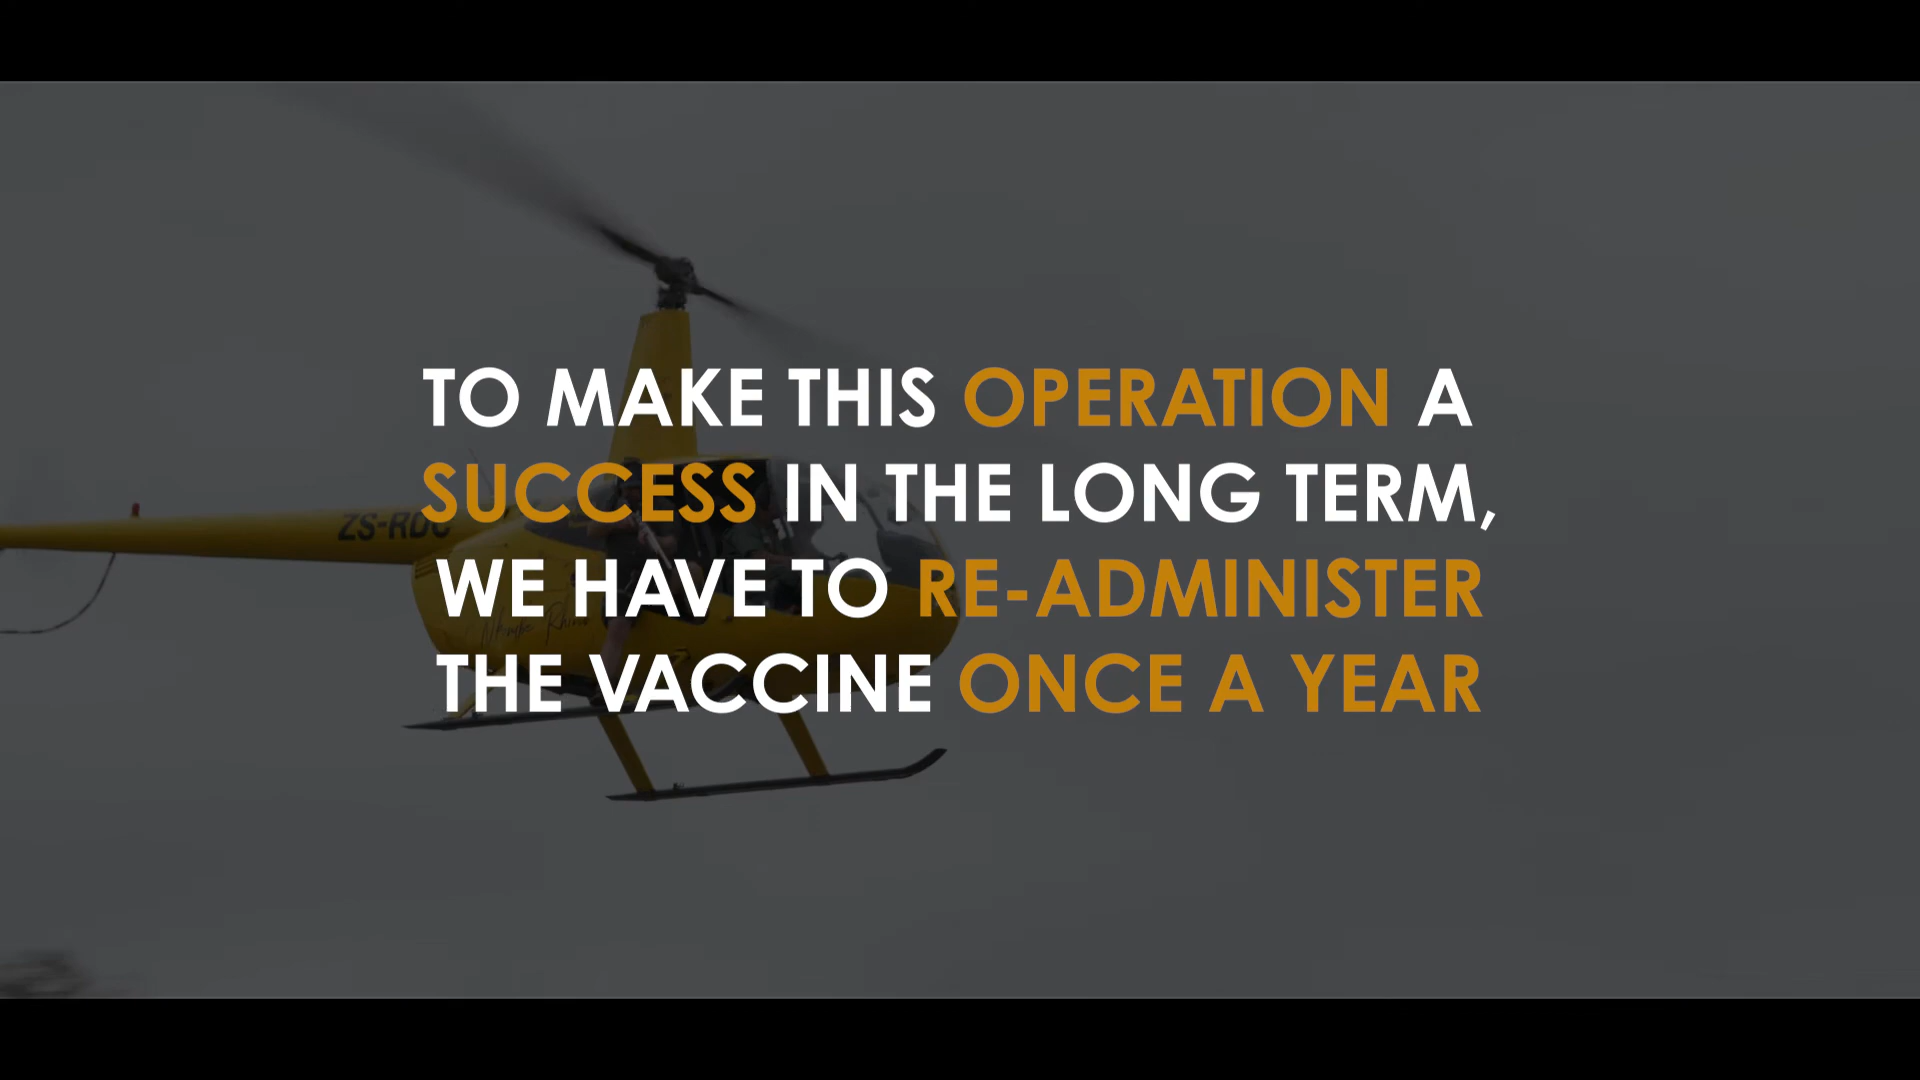 TO MAKE THIS OPERATION A
SUCCESS IN THE LONG TERM,
WE HAVE TO RE-ADMINISTER
THE VACCINE ONCE A YEAR